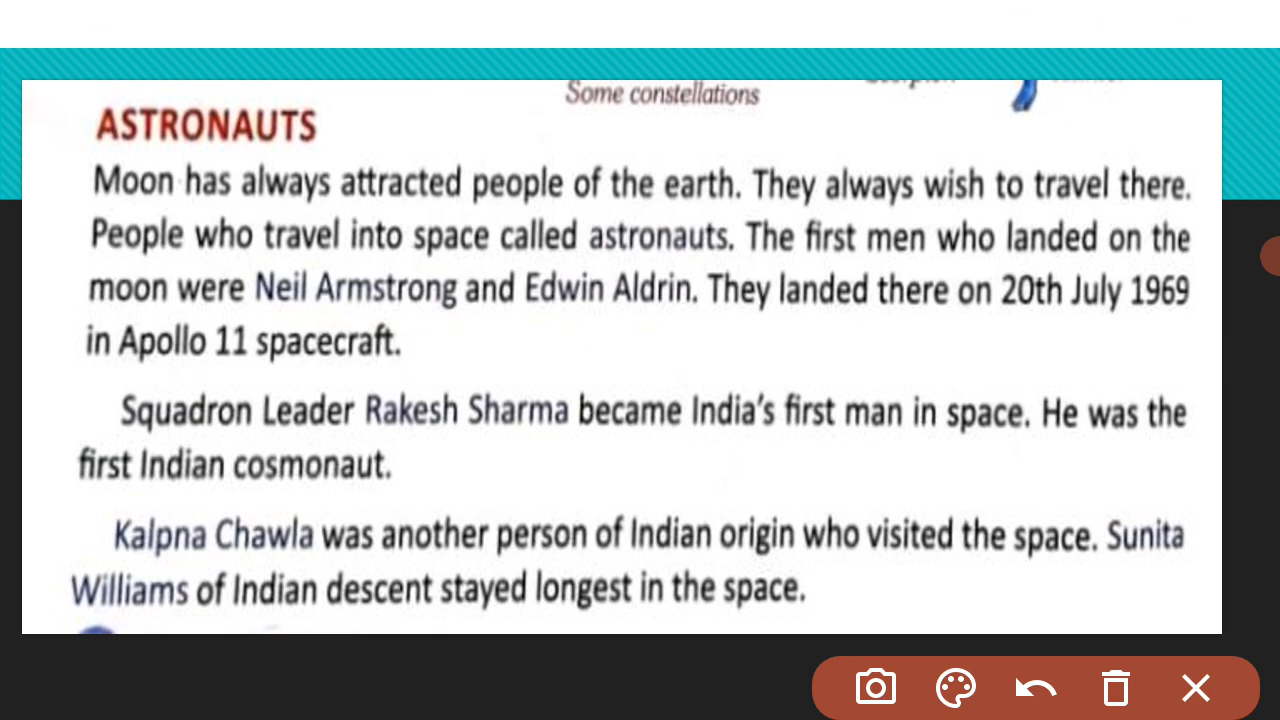 Some constellations
ASTRONAUTS
Moon has always attracted people of the earth. They always wish to travel there.
People who travel into space called astronauts. The first men who landed on the
moon were Neil Armstrong and Edwin Aldrin. They landed there on 20th July 1969
in Apollo 11 spacecraft.
Squadron Leader Rakesh Sharma became India's first man in space. He was the
first Indian cosmonaut.
Kalpna Chawla was another person of Indian origin who visited the space. Sunita
Williams of Indian descent stayed longest in the space.